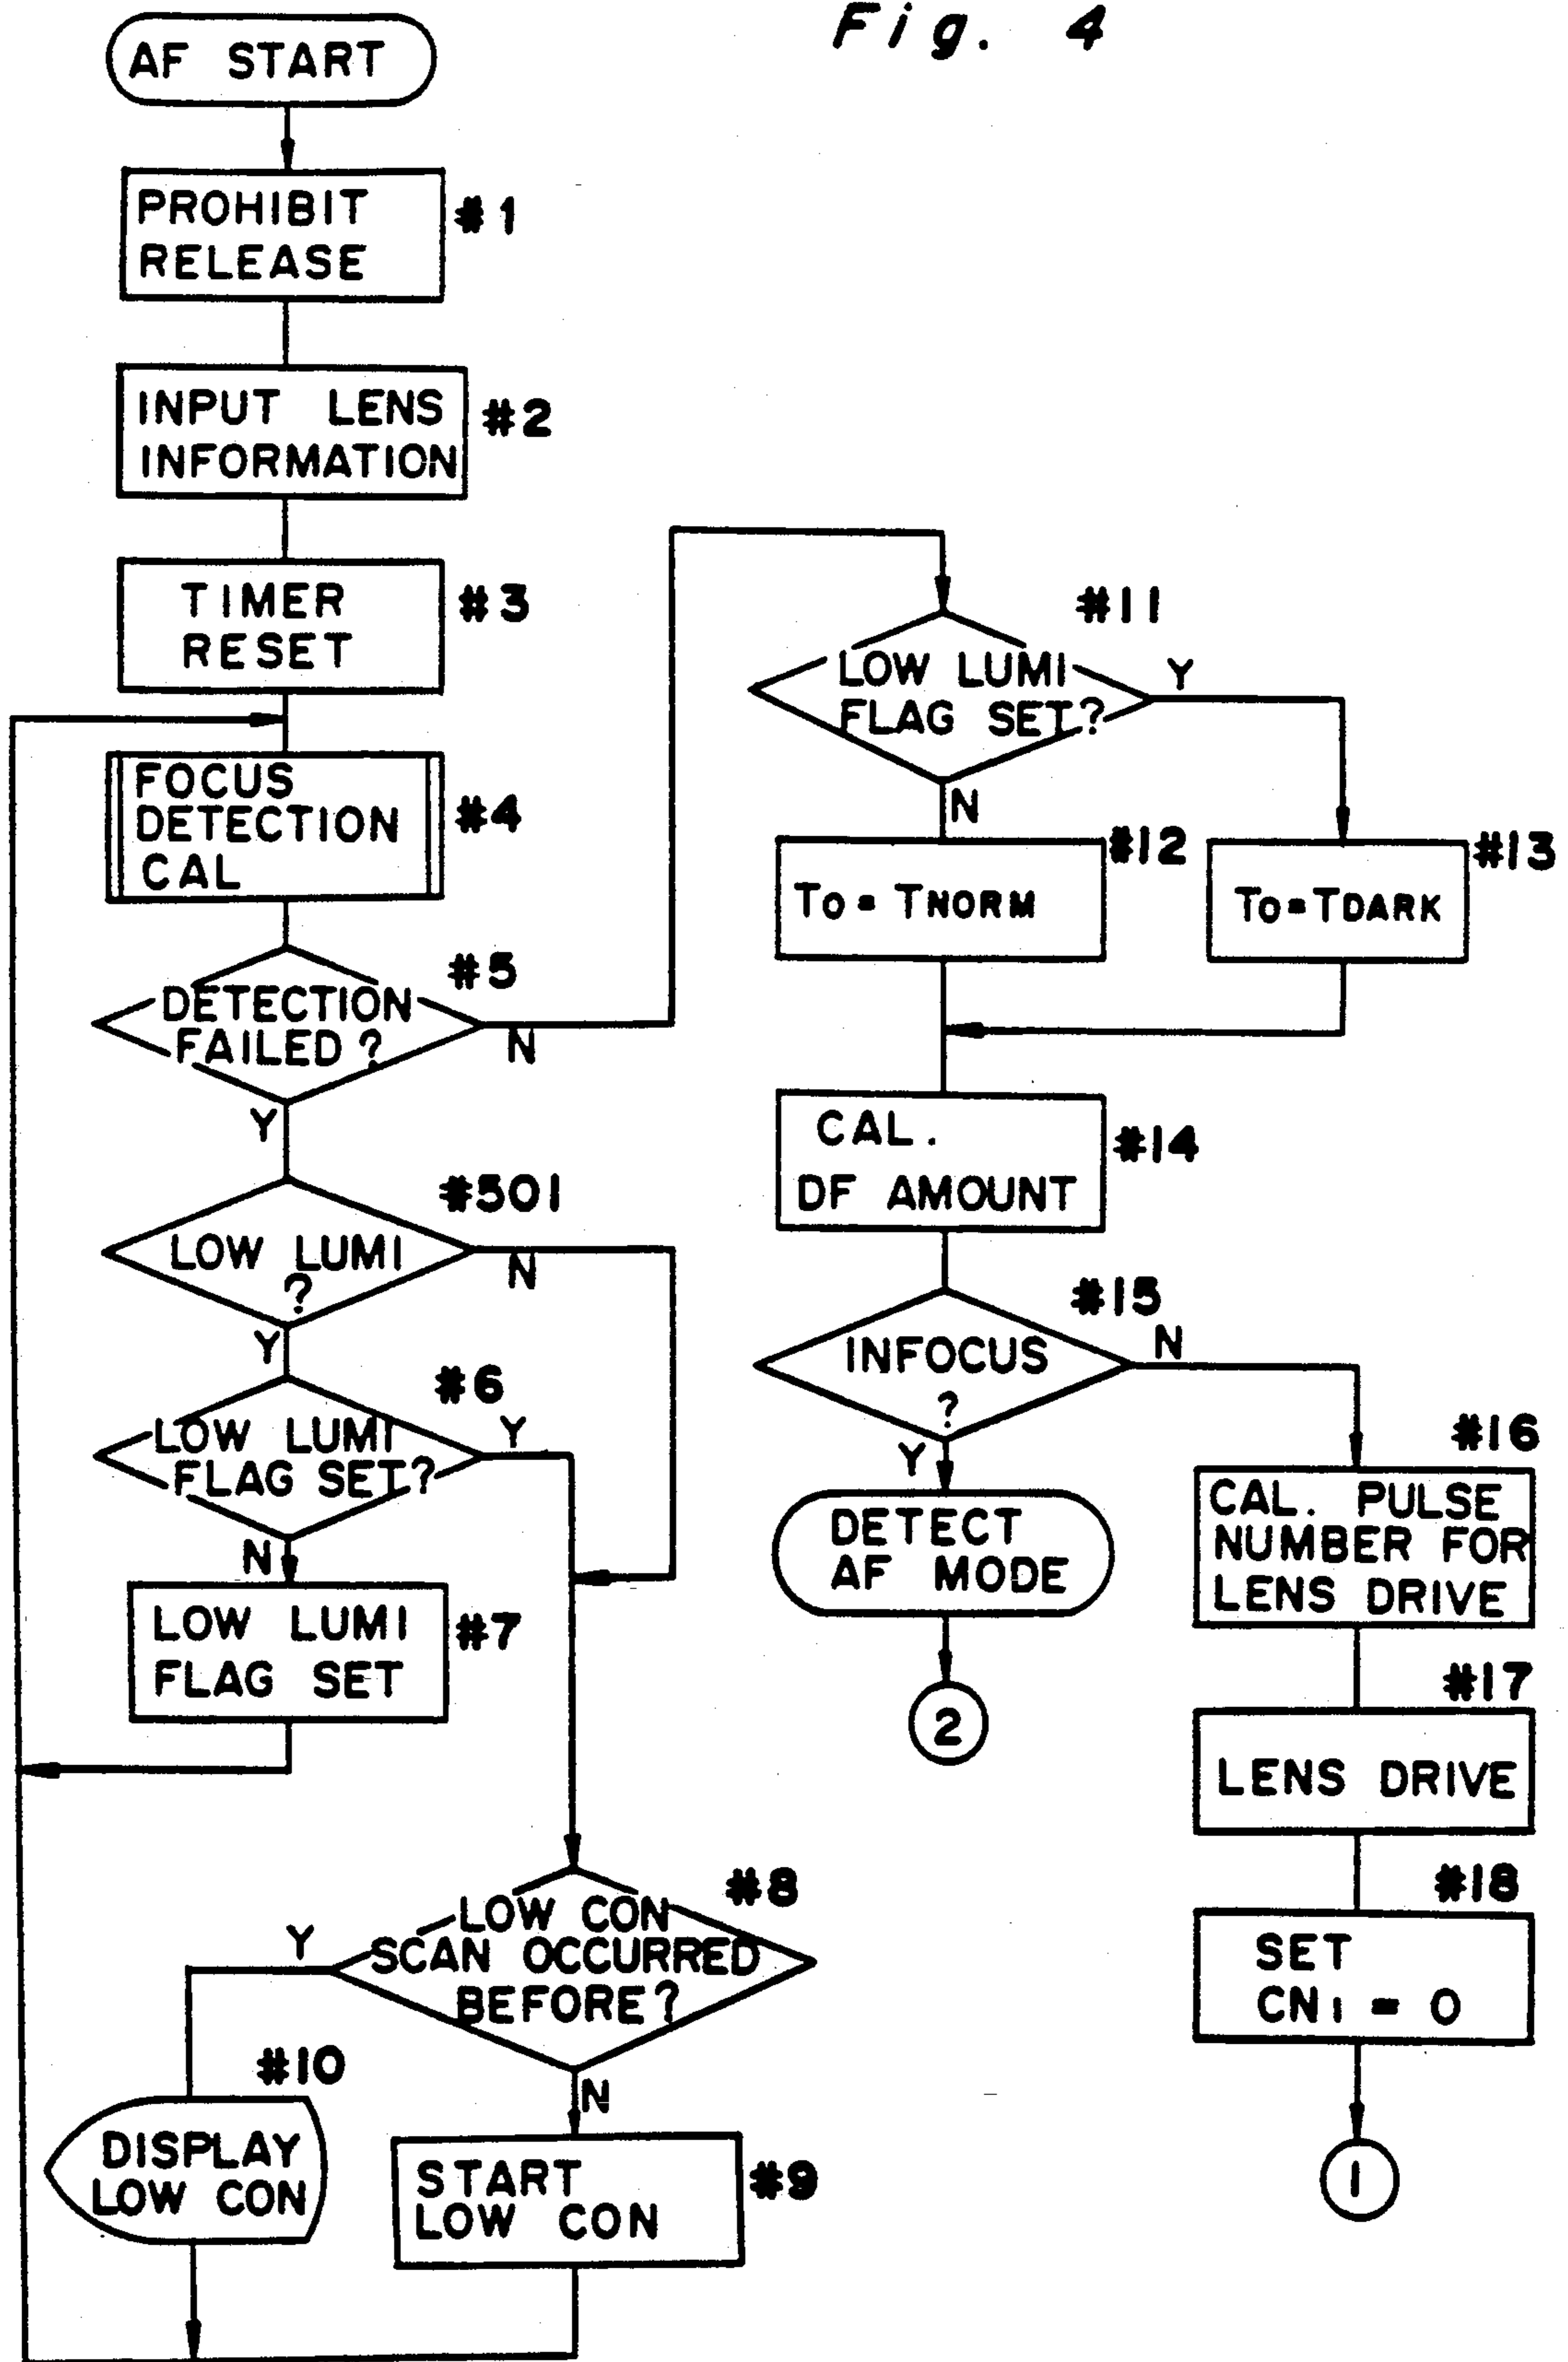 Fig. 4
AF START
PROHIBIT
RELEASE
#1
INPUT LENS
INFORMATION
#2
TIMER
RESET
#3
FOCUS
DETECTION
CAL
#4
DETECTION
FAILED ?
#5
N
Y
LOW LUMI
?
#501
N
Y
LOW LUMI
FLAG SET?
#6
Y
N
LOW LUMI
FLAG SET
#7
LOW CON
SCAN OCCURRED
BEFORE?
#8
Y
N
#10
DISPLAY
LOW CON
START
LOW CON
#9
#11
LOW LUMI
FLAG SET?
Y
N
#12
To = TNORM
#13
To = TDARK
CAL.
DF AMOUNT
#14
#15
INFOCUS
?
N
Y
DETECT
AF MODE
2
#16
CAL. PULSE
NUMBER FOR
LENS DRIVE
#17
LENS DRIVE
#18
SET
CN1 = 0
1